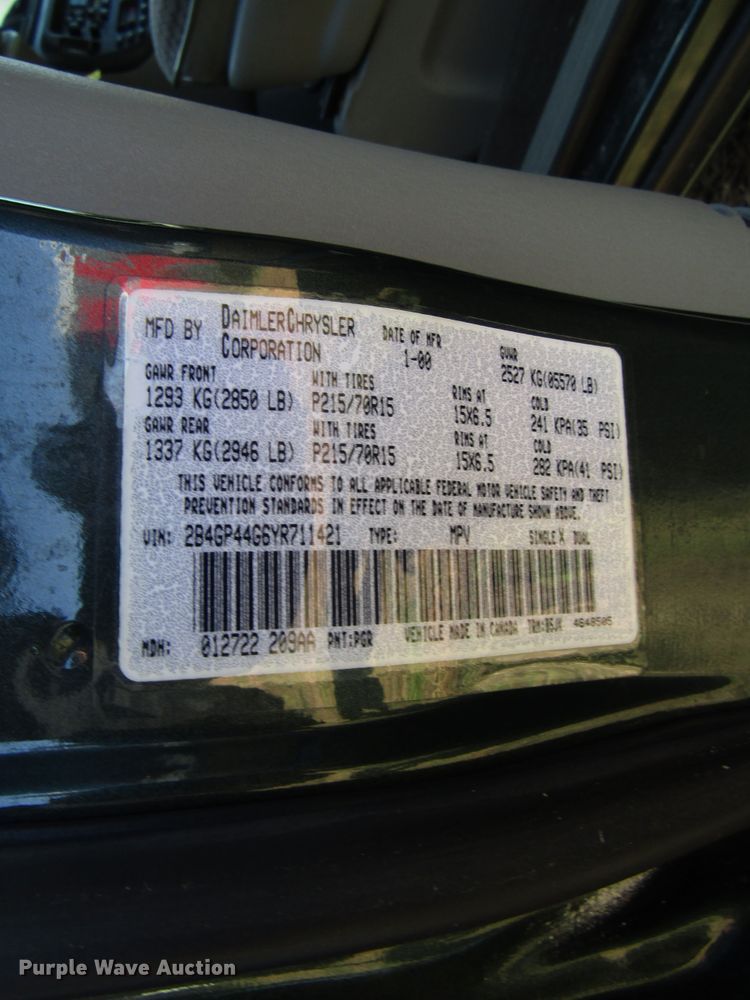 MFD BY DAIMLERCHRYSLER CORPORATION DATE OF MFR 1-00 GVWR 2527 KG(05570 LB)
GAWR FRONT WITH TIRES RIMS AT COLD
1293 KG(2850 LB) P215/70R15 15X6.5 241 KPA(35 PSI)
GAWR REAR WITH TIRES RIMS AT COLD
1337 KG(2946 LB) P215/70R15 15X6.5 282 KPA(41 PSI)
THIS VEHICLE CONFORMS TO ALL APPLICABLE FEDERAL MOTOR VEHICLE SAFETY AND THEFT
PREVENTION STANDARDS IN EFFECT ON THE DATE OF MANUFACTURE SHOWN ABOVE.
VIN: 2B4GP44G6YR711421 TYPE: MPV SINGLE X DUAL
MDH: 012722 209AA PNT:PGR VEHICLE MADE IN CANADA TRM: 4648505
Purple Wave Auction